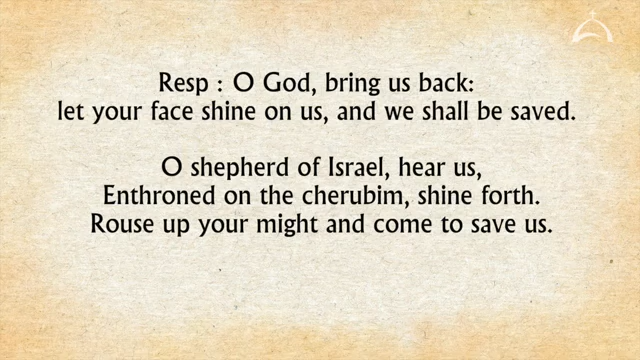 Resp : O God, bring us back:
let your face shine on us, and we shall be saved.
O shepherd of Israel, hear us,
Enthroned on the cherubim, shine forth.
Rouse up your might and come to save us.